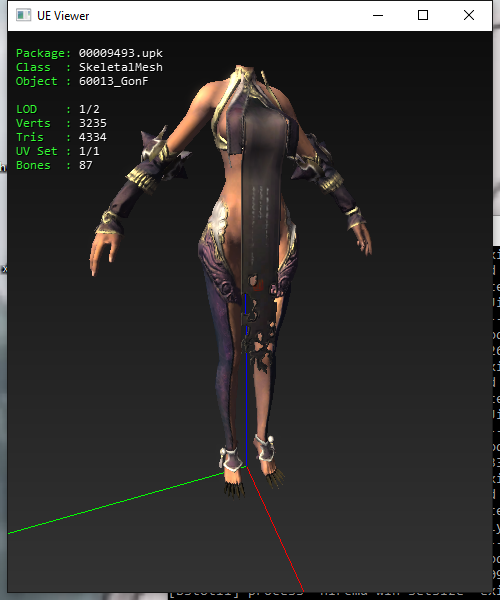 UE Viewer
Package: 00009493.upk
Class : SkeletalMesh
Object : 60013_GonF
LOD : 1/2
Verts : 3235
Tris : 4334
UV Set : 1/1
Bones : 87